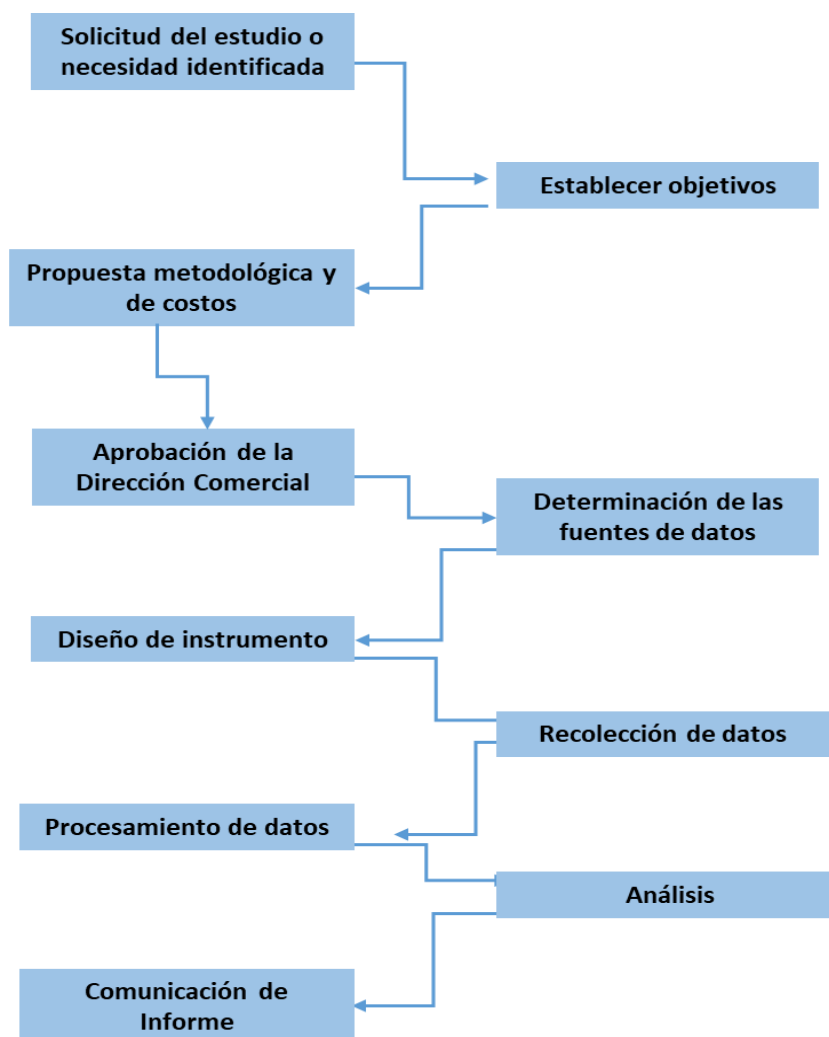 Solicitud del estudio o
necesidad identificada
Establecer objetivos
Propuesta metodológica y
de costos
Aprobación de la
Dirección Comercial
Determinación de las
fuentes de datos
Diseño de instrumento
Recolección de datos
Procesamiento de datos
Análisis
Comunicación de
Informe